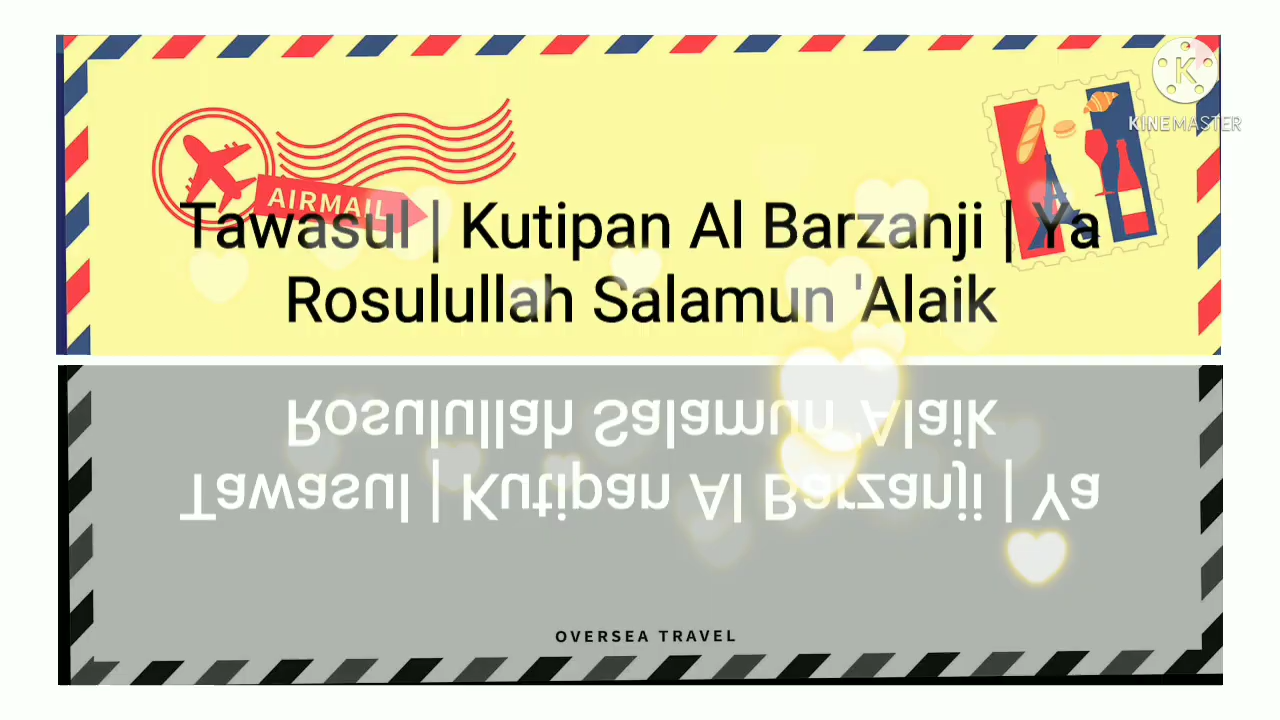 KINEMASTER
AIRMAIL
Tawasul | Kutipan Al Barzanji | Ya
Rosulullah Salamun 'Alaik
Rosulullah Salamun 'Alaik
Tawasul | Kutipan Al Barzanji | Ya
OVERSEA TRAVEL